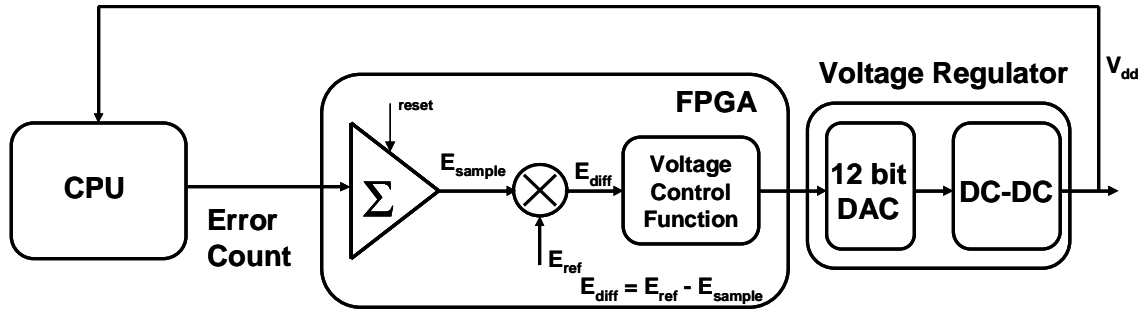 Voltage Regulator
V_dd
FPGA
reset
CPU
Error
Count
Σ
E_sample
E_diff
E_ref
E_diff = E_ref - E_sample
Voltage
Control
Function
12 bit
DAC
DC-DC